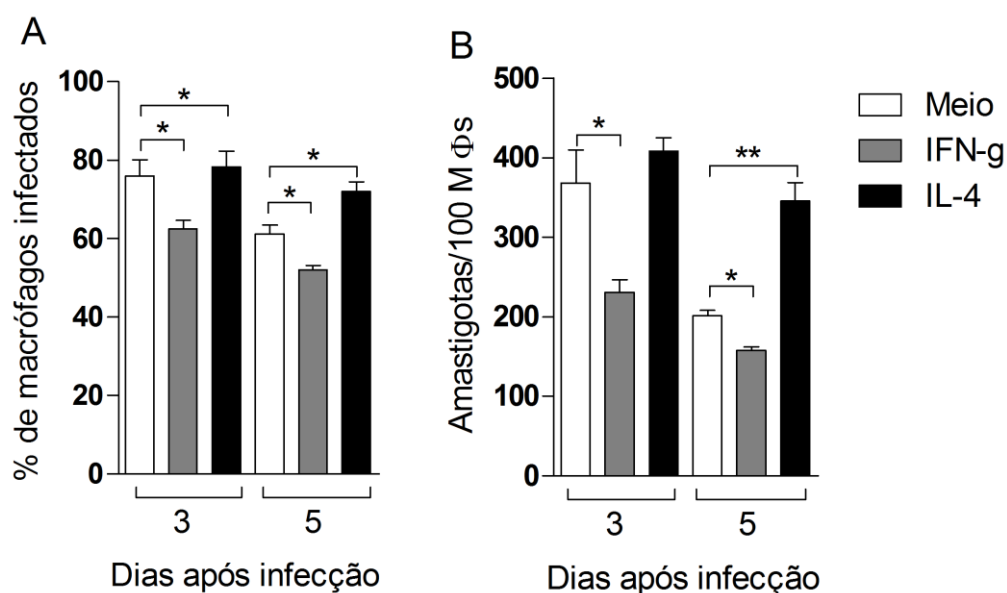 A
% de macrófagos infectados
100
80
60
40
20
0
*
*
*
*
3
5
Dias após infecção
B
Amastigotas/100 M Φs
500
400
300
200
100
0
*
**
*
3
5
Dias após infecção
Meio
IFN-g
IL-4